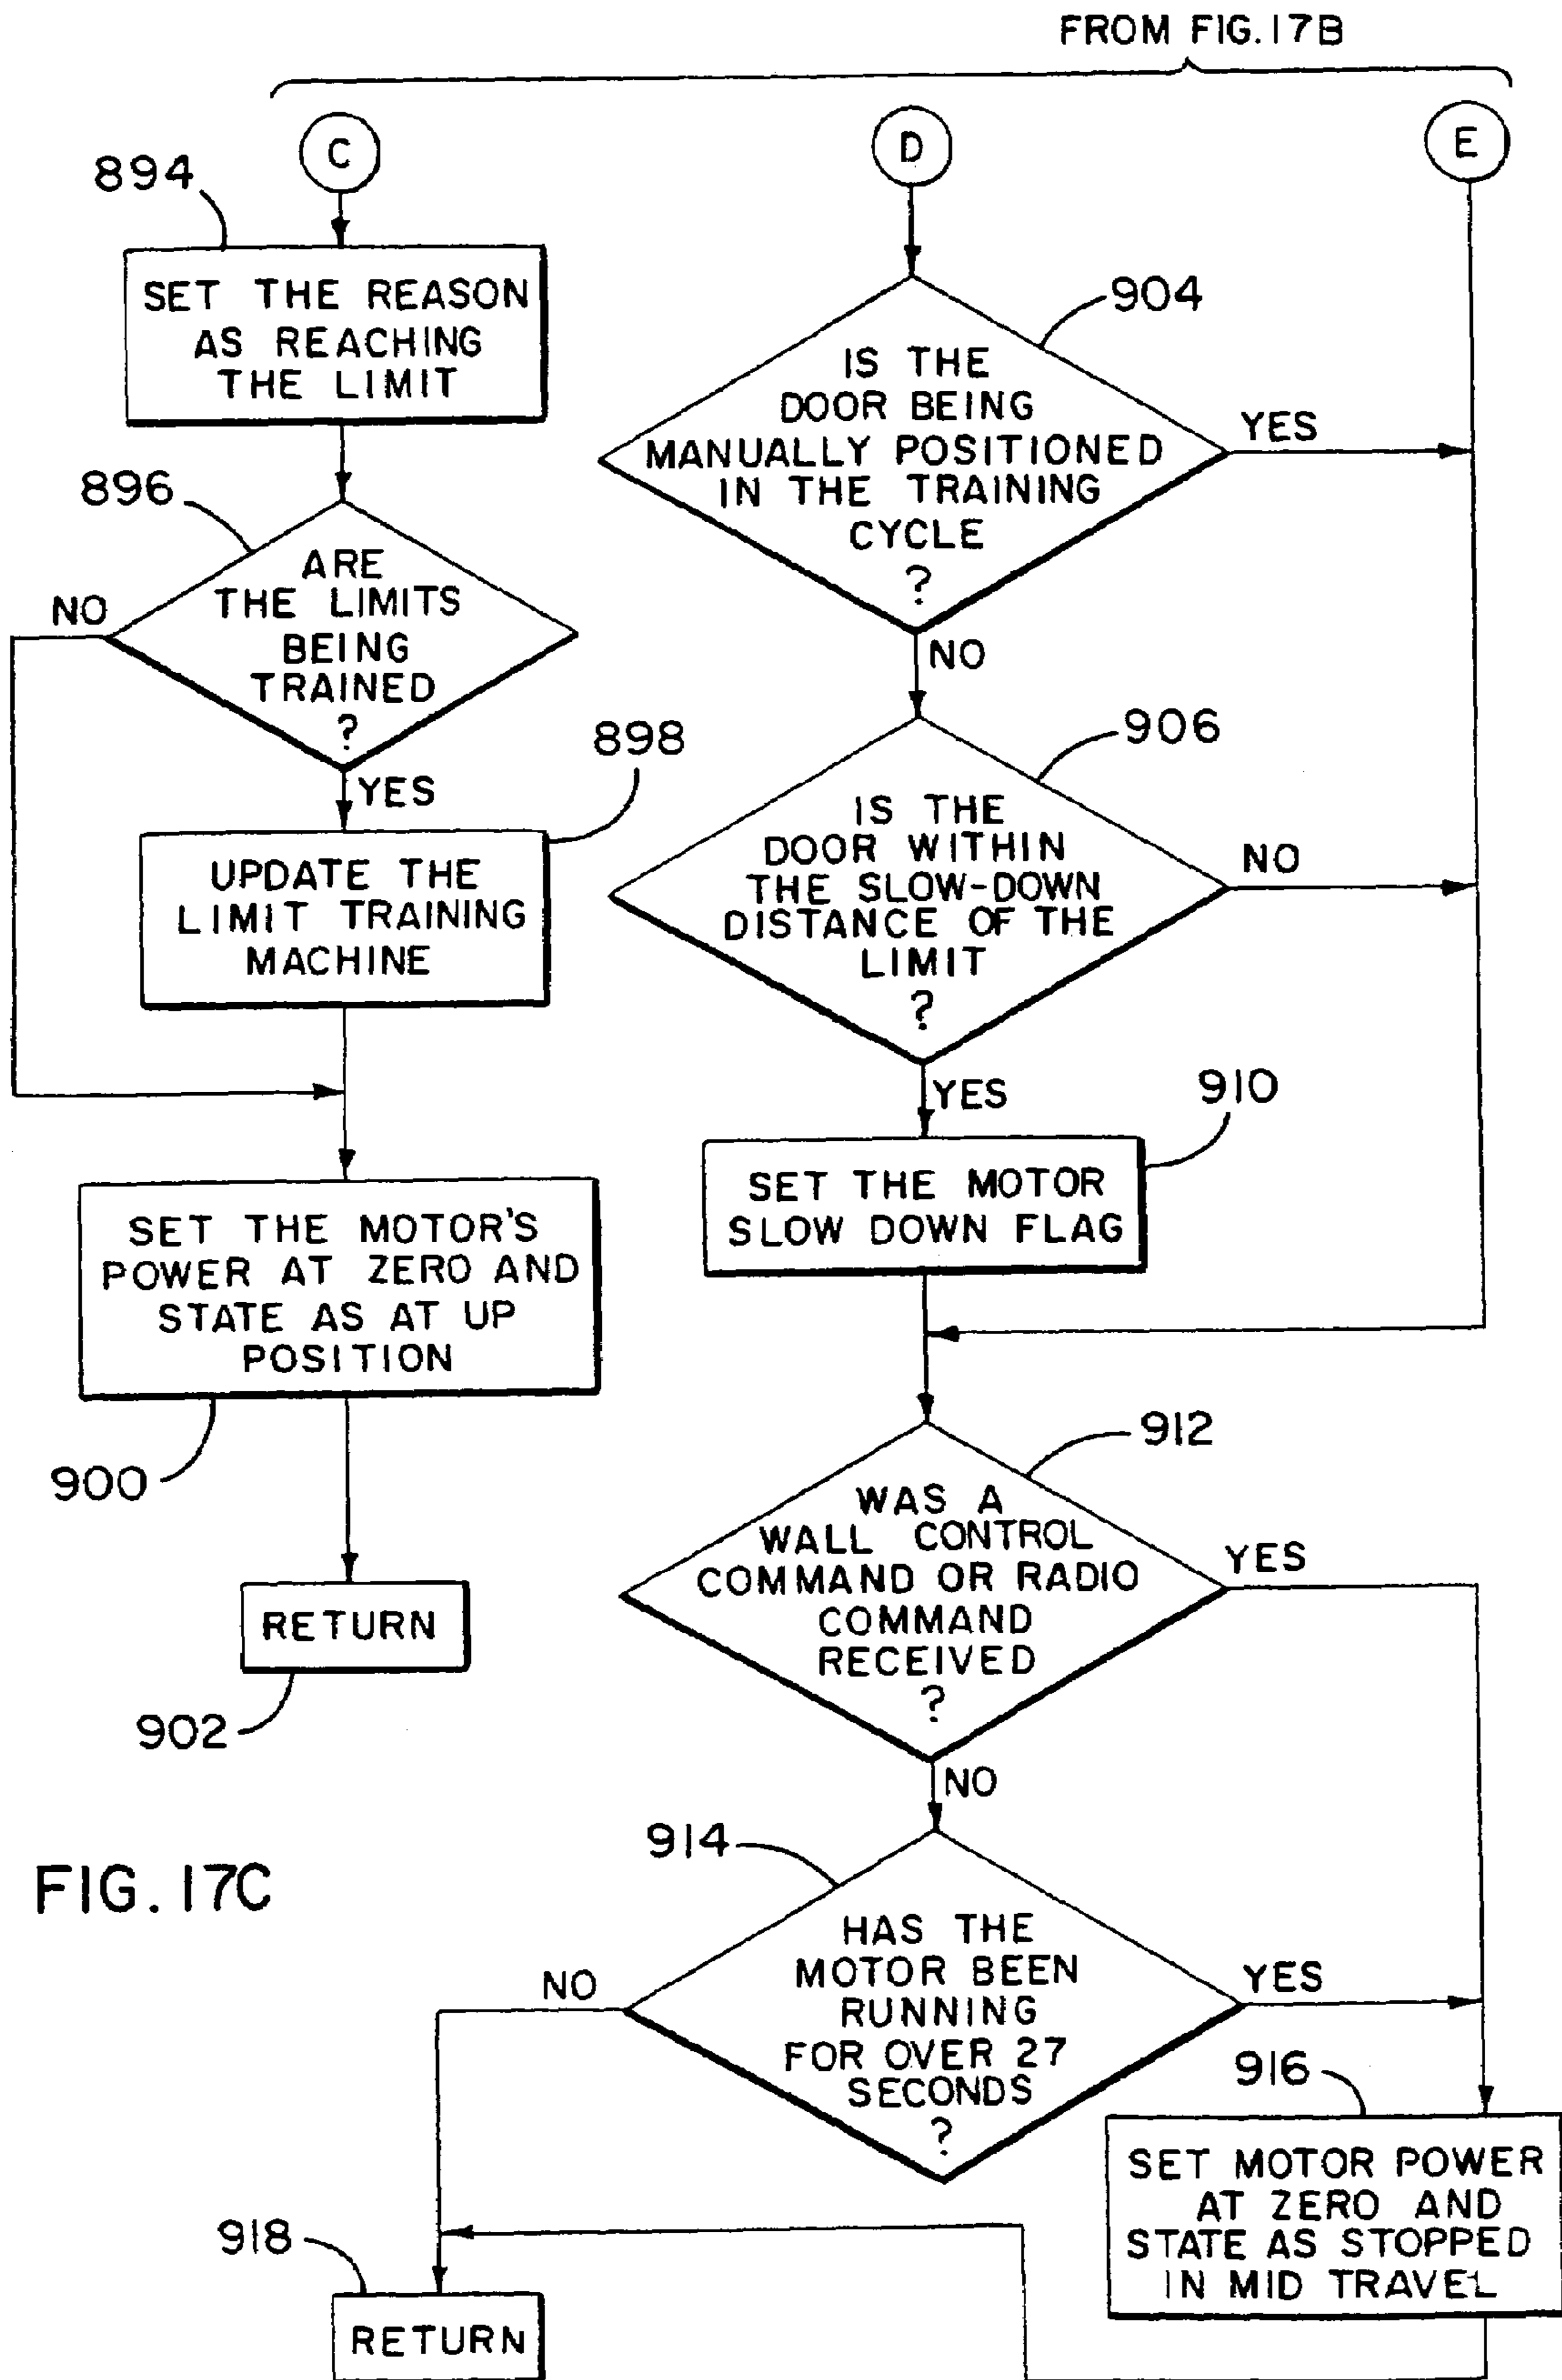 FROM FIG. 17B
C
D
E
894
SET THE REASON
AS REACHING
THE LIMIT
896
ARE
THE LIMITS
BEING
TRAINED
?
NO
YES
898
UPDATE THE
LIMIT TRAINING
MACHINE
SET THE MOTOR'S
POWER AT ZERO AND
STATE AS AT UP
POSITION
900
RETURN
902
904
IS THE
DOOR BEING
MANUALLY POSITIONED
IN THE TRAINING
CYCLE
?
YES
NO
906
IS THE
DOOR WITHIN
THE SLOW-DOWN
DISTANCE OF THE
LIMIT
?
NO
YES
910
SET THE MOTOR
SLOW DOWN FLAG
912
WAS A
WALL CONTROL
COMMAND OR RADIO
COMMAND
RECEIVED
?
YES
NO
914
HAS THE
MOTOR BEEN
RUNNING
FOR OVER 27
SECONDS
?
NO
YES
916
SET MOTOR POWER
AT ZERO AND
STATE AS STOPPED
IN MID TRAVEL
918
RETURN
FIG. 17C